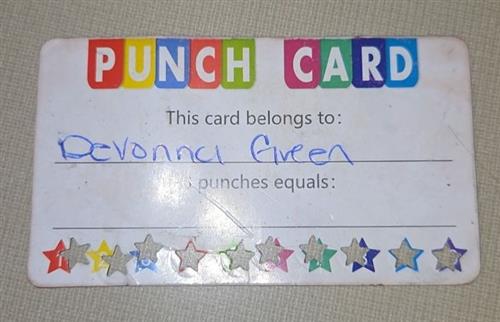 PUNCH CARD
This card belongs to:
Devonna Green
punches equals: